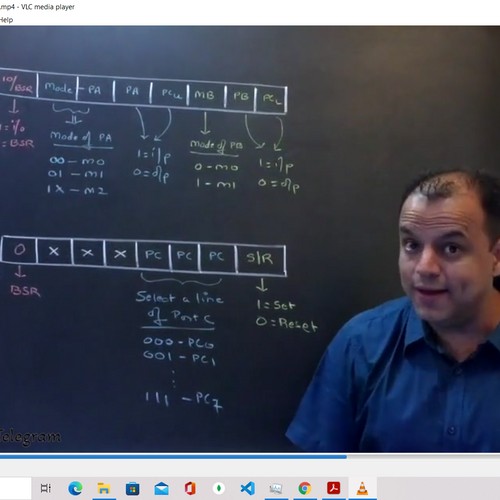 .mp4 - VLC media player
Help
IO/BSR Mode - PA PA PCu MB PB PCL
1 = i/o
= BSR
Mode of PA
00 - m0
01 - m1
1X - m2
1 = i/p
0 = o/p
Mode of PB
0 - m0
1 - m1
1 = i/p
0 = o/p
0 X X X PC PC PC S/R
BSR
Select a line
of Port C
000 - PC0
001 - PC1
:
111 - PC7
1 = Set
0 = Reset
Telegram